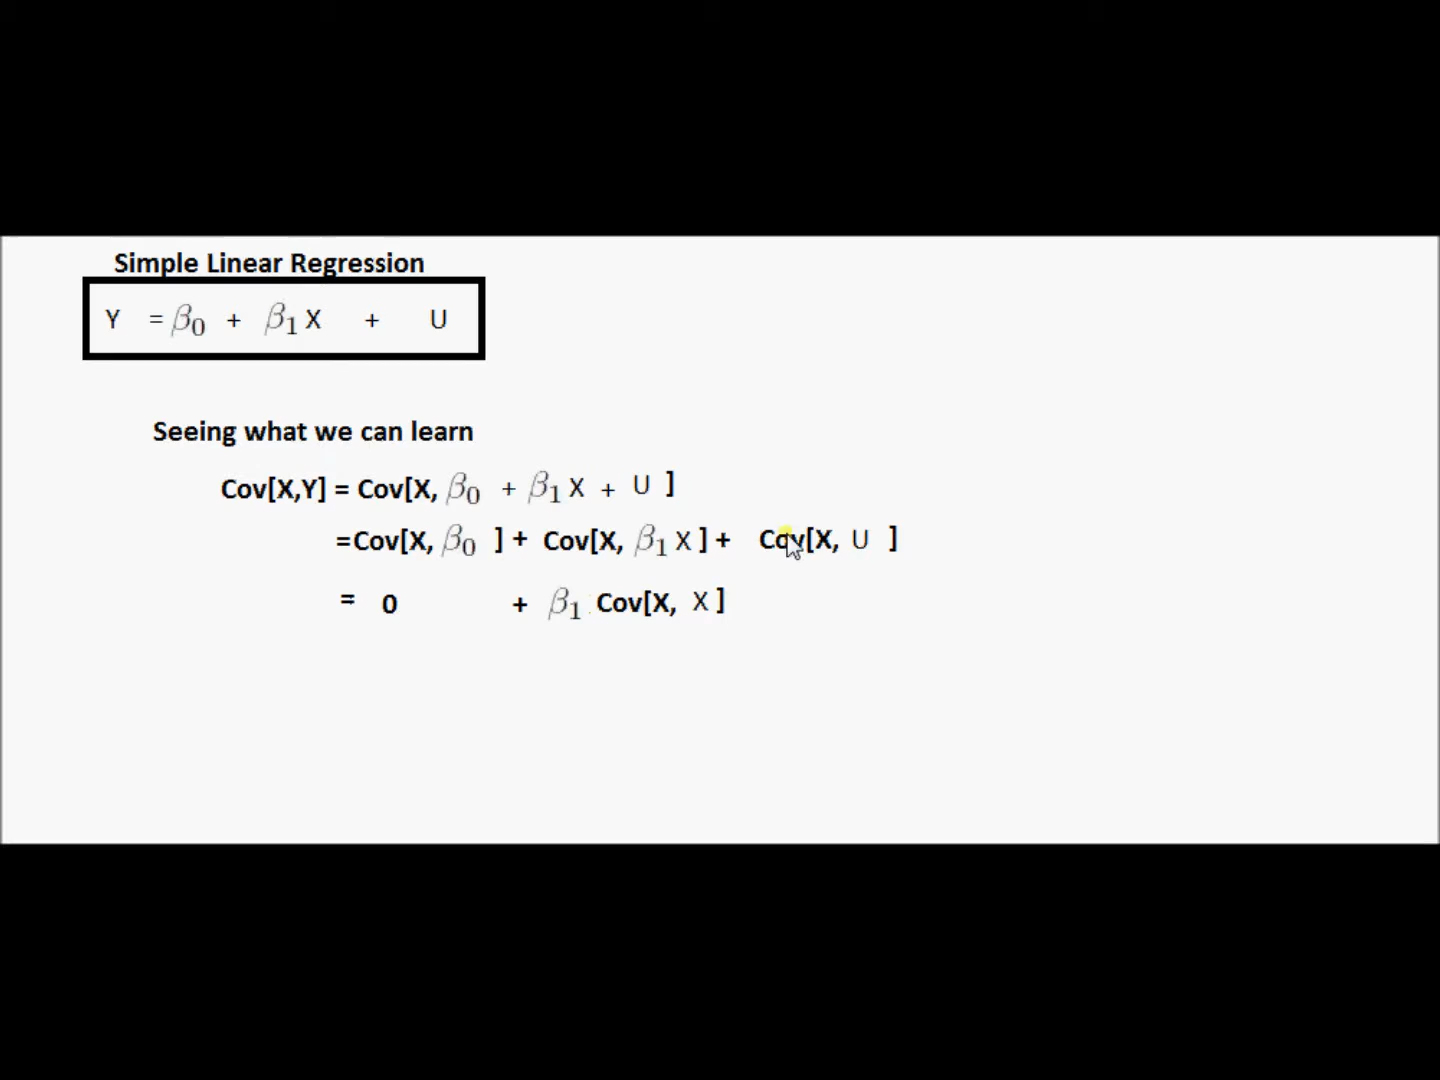 Simple Linear Regression
Y = β0 + β1 X + U
Seeing what we can learn
Cov[X,Y] = Cov[X, β0 + β1 X + U ]
=Cov[X, β0 ] + Cov[X, β1 X ] + Cov[X, U ]
= 0 + β1 Cov[X, X ]